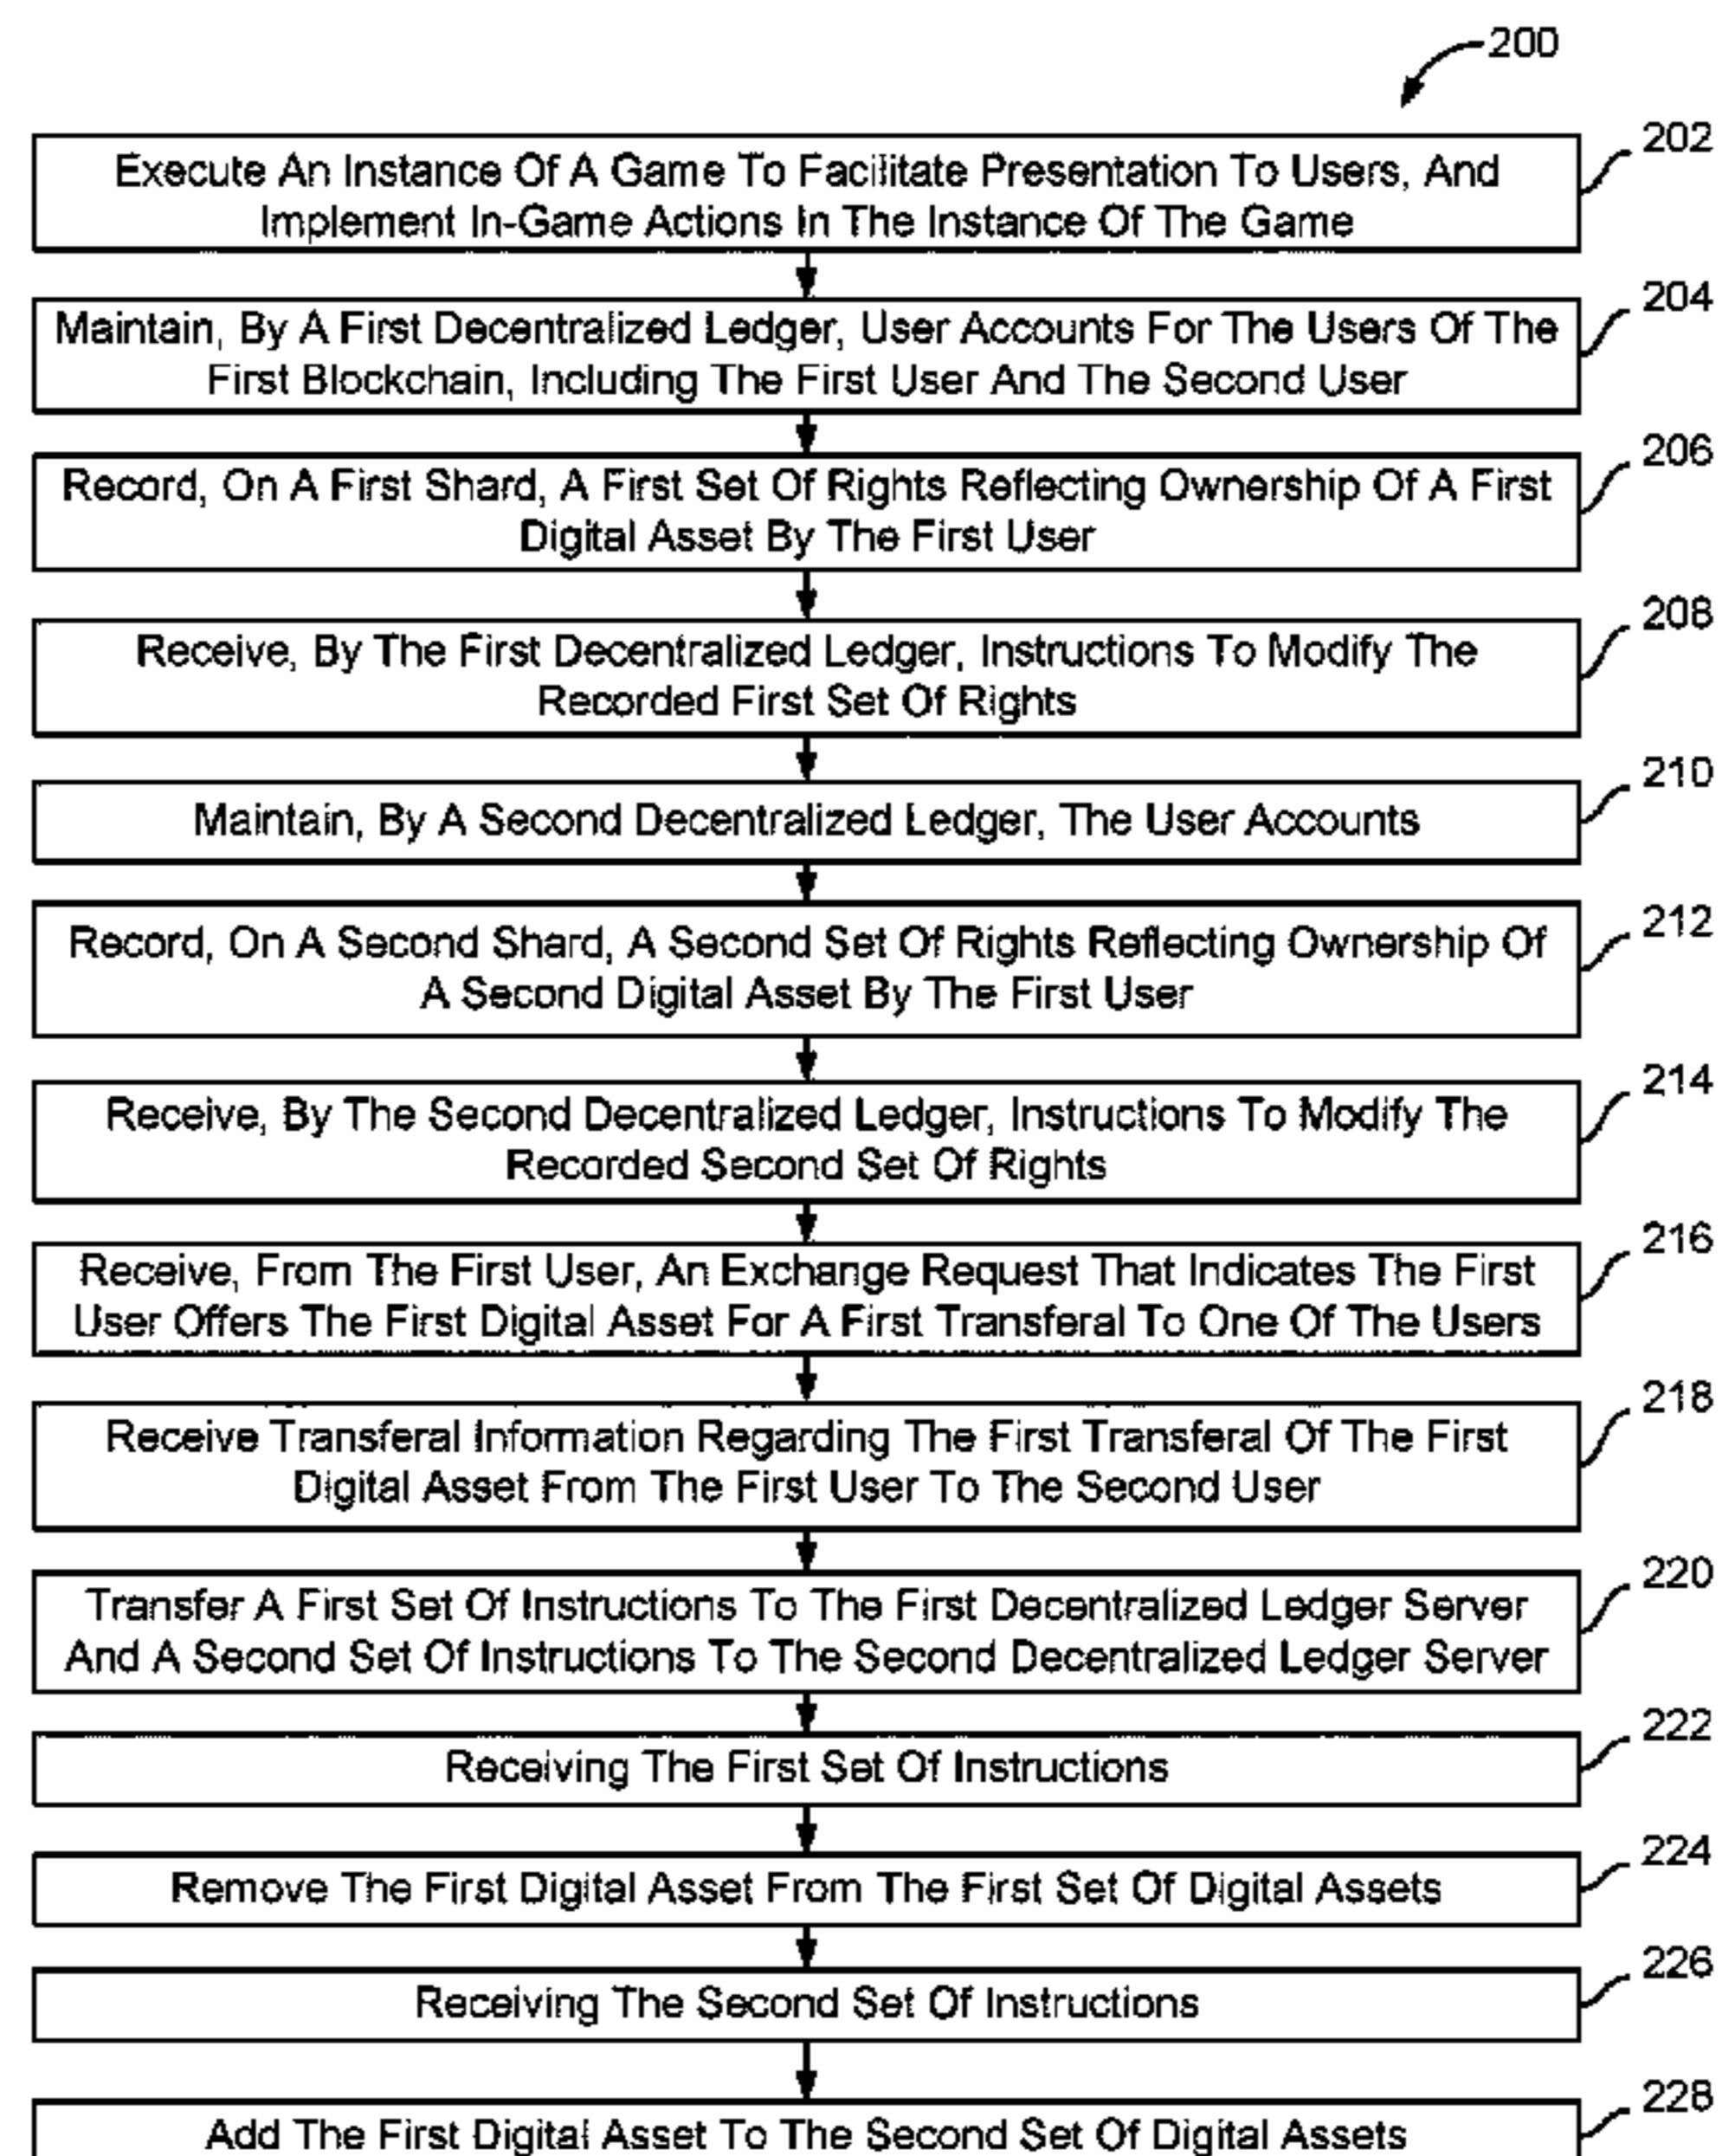 200
202
Execute An Instance Of A Game To Facilitate Presentation To Users, And
Implement In-Game Actions In The Instance Of The Game
204
Maintain, By A First Decentralized Ledger, User Accounts For The Users Of The
First Blockchain, Including The First User And The Second User
206
Record, On A First Shard, A First Set Of Rights Reflecting Ownership Of A First
Digital Asset By The First User
208
Receive, By The First Decentralized Ledger, Instructions To Modify The
Recorded First Set Of Rights
210
Maintain, By A Second Decentralized Ledger, The User Accounts
212
Record, On A Second Shard, A Second Set Of Rights Reflecting Ownership Of
A Second Digital Asset By The First User
214
Receive, By The Second Decentralized Ledger, Instructions To Modify The
Recorded Second Set Of Rights
216
Receive, From The First User, An Exchange Request That Indicates The First
User Offers The First Digital Asset For A First Transferal To One Of The Users
218
Receive Transferal Information Regarding The First Transferal Of The First
Digital Asset From The First User To The Second User
220
Transfer A First Set Of Instructions To The First Decentralized Ledger Server
And A Second Set Of Instructions To The Second Decentralized Ledger Server
222
Receiving The First Set Of Instructions
224
Remove The First Digital Asset From The First Set Of Digital Assets
226
Receiving The Second Set Of Instructions
228
Add The First Digital Asset To The Second Set Of Digital Assets